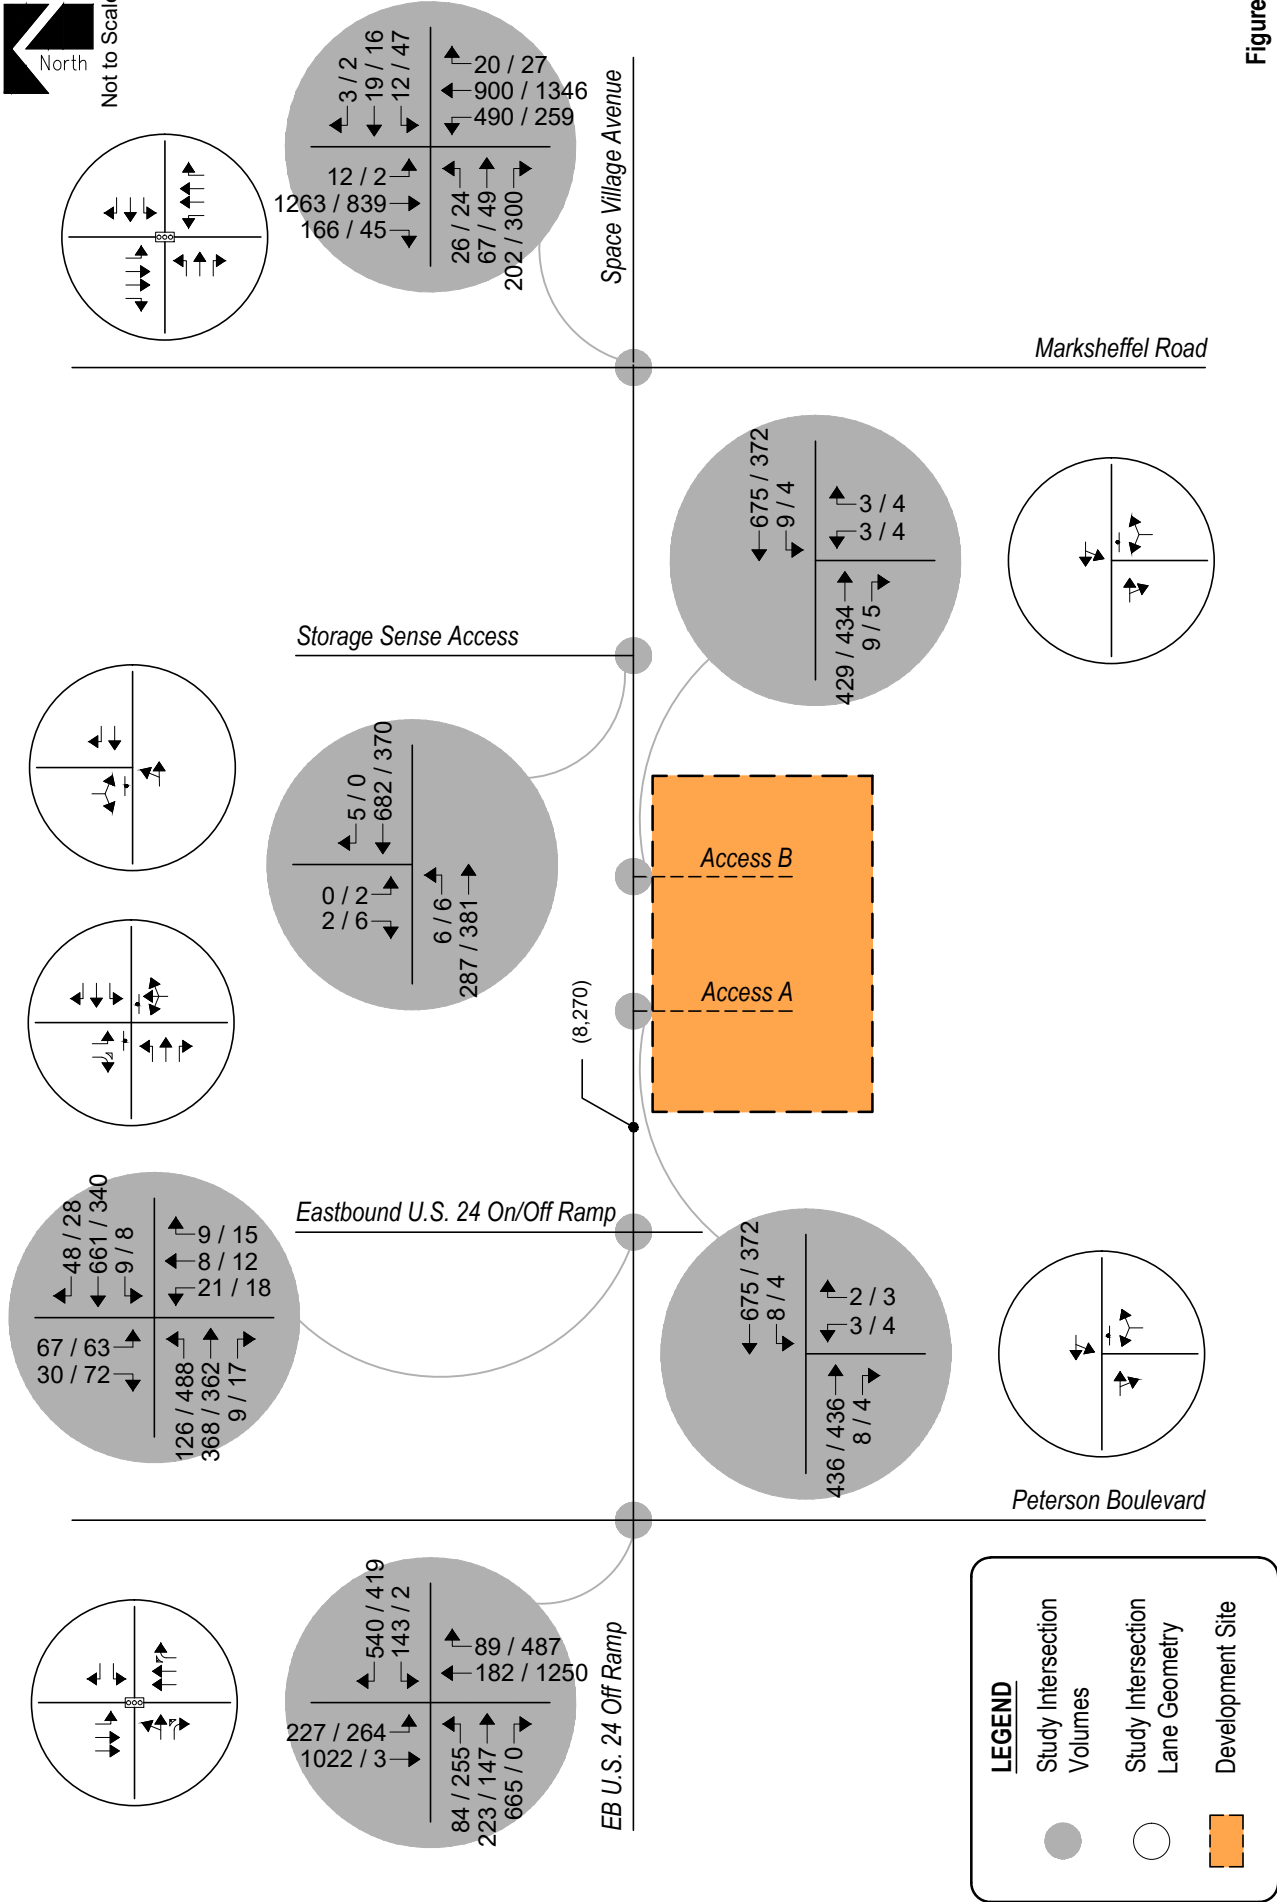 North
Not to Scale
Figure
3 / 2
19 / 16
12 / 47
20 / 27
900 / 1346
490 / 259
12 / 2
1263 / 839
166 / 45
26 / 24
67 / 49
202 / 300
Space Village Avenue
Marksheffel Road
675 / 372
9 / 4
3 / 4
3 / 4
429 / 434
9 / 5
Storage Sense Access
5 / 0
682 / 370
0 / 2
2 / 6
6 / 6
287 / 381
Access B
Access A
(8,270)
Eastbound U.S. 24 On/Off Ramp
48 / 28
661 / 340
9 / 8
9 / 15
8 / 12
21 / 18
67 / 63
30 / 72
126 / 488
368 / 362
9 / 17
675 / 372
8 / 4
2 / 3
3 / 4
436 / 436
8 / 4
Peterson Boulevard
540 / 419
143 / 2
89 / 487
182 / 1250
227 / 264
1022 / 3
84 / 255
223 / 147
665 / 0
EB U.S. 24 Off Ramp
LEGEND
Study Intersection
Volumes
Study Intersection
Lane Geometry
Development Site